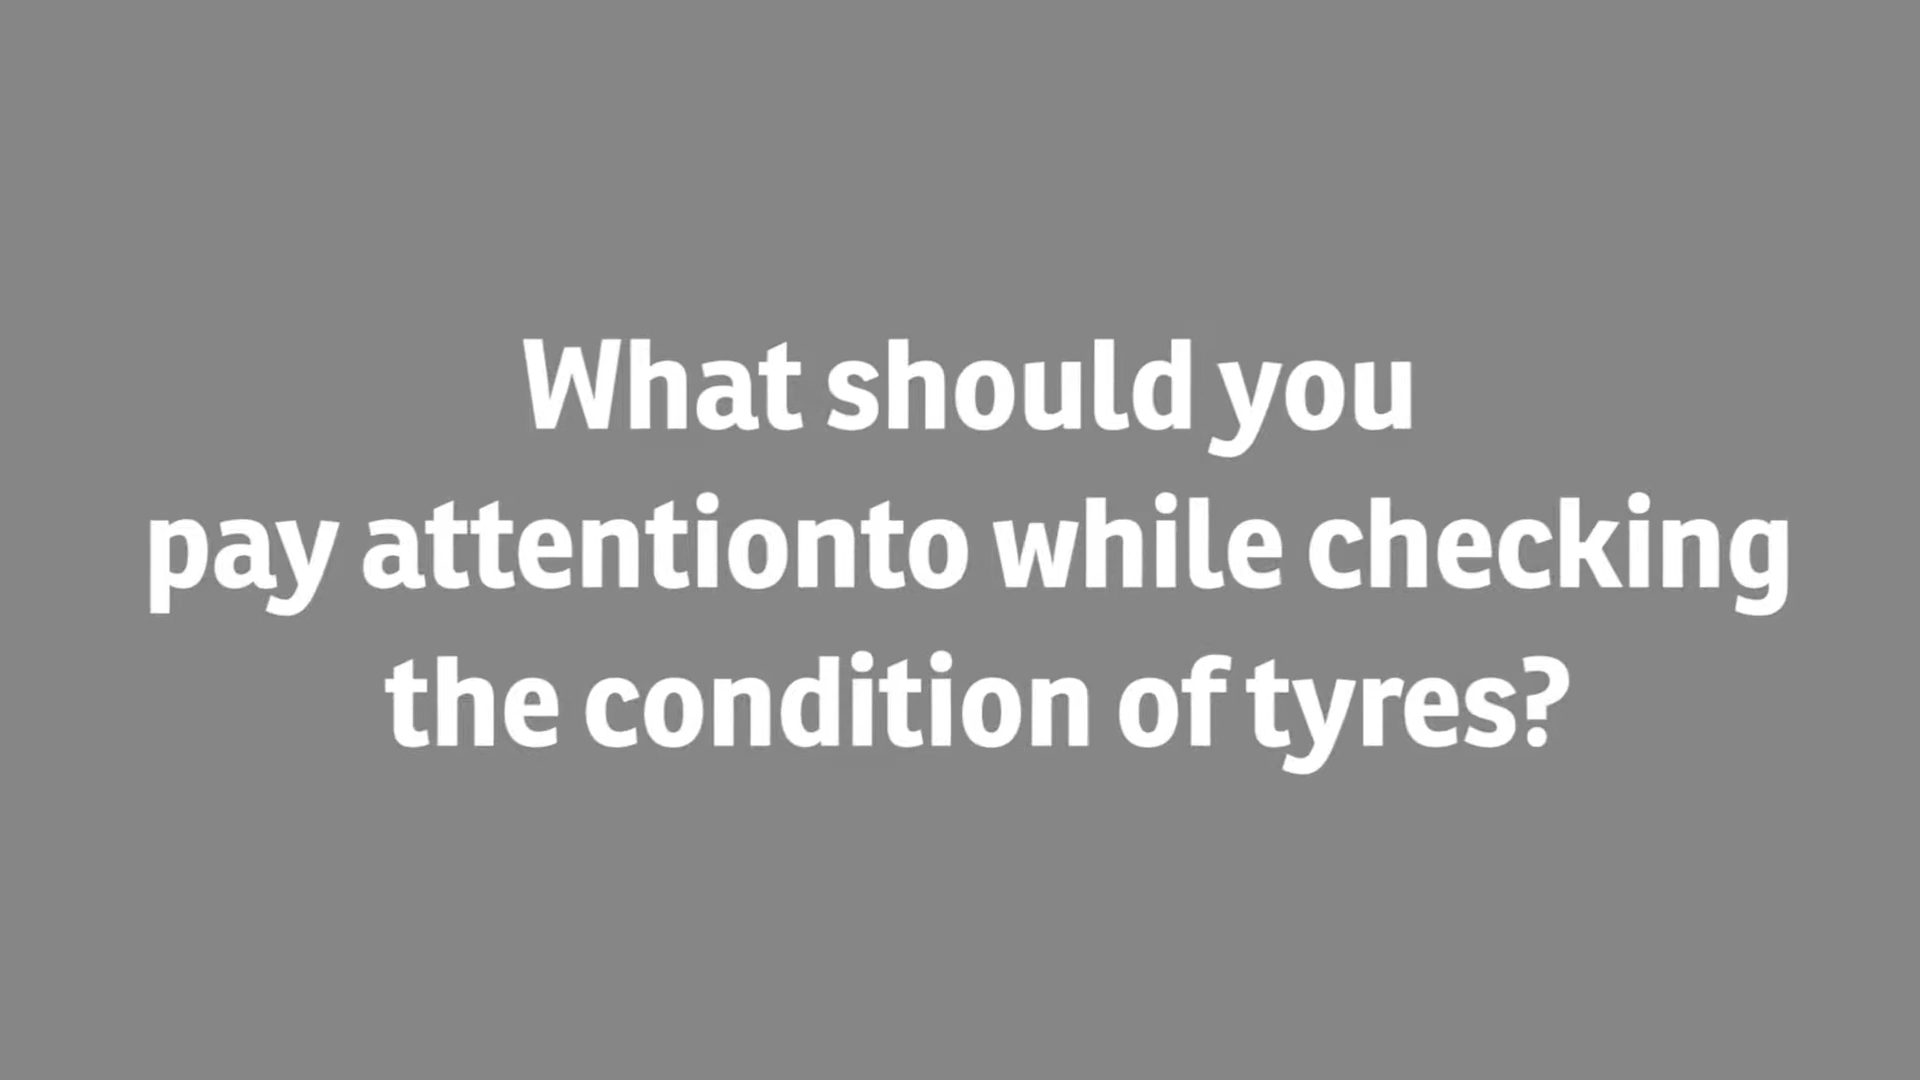 What should you
pay attentionto while checking
the condition of tyres?